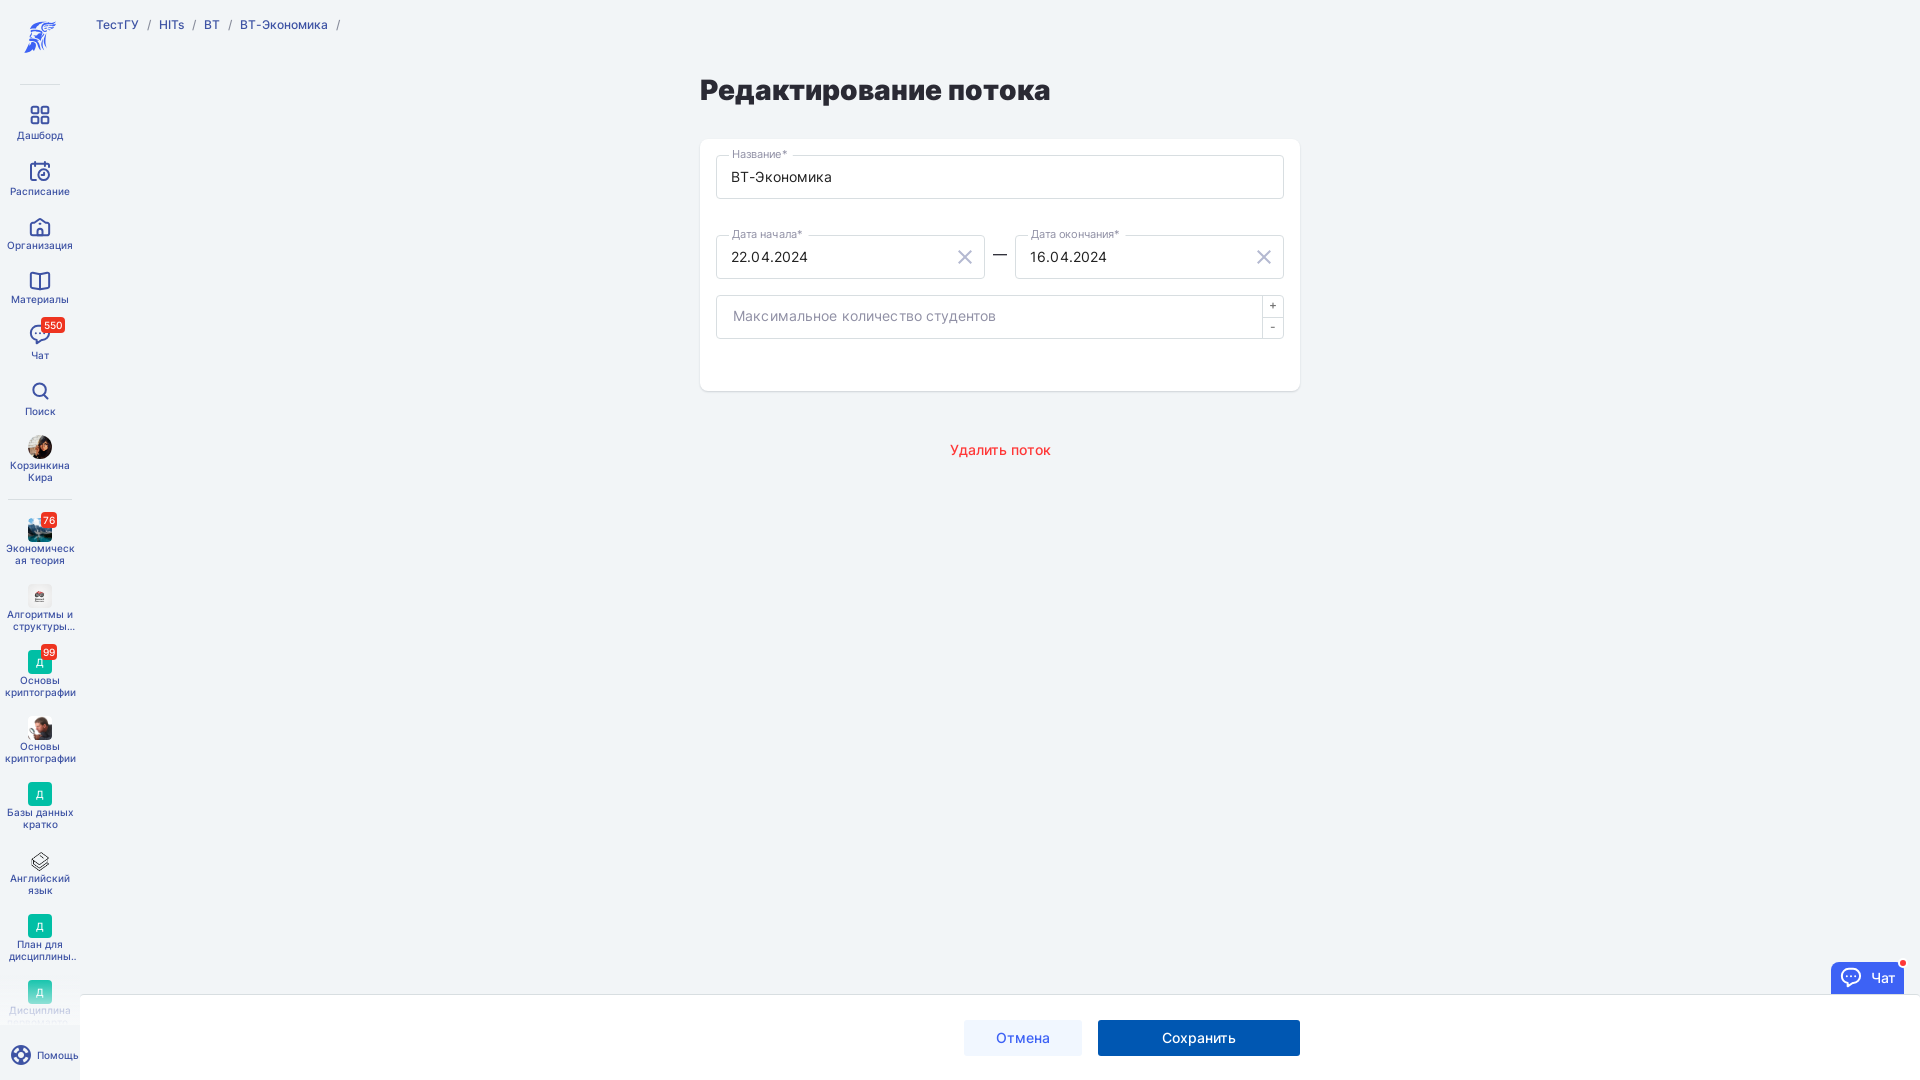 ТестГУ / HITs / ВТ / ВТ-Экономика /
Дашборд
Расписание
Организация
Материалы
550
Чат
Поиск
Корзинкина
Кира
76
Экономическ
ая теория
Алгоритмы и
структуры...
Д
99
Основы
криптографии
Основы
криптографии
Д
Базы данных
кратко
Английский
язык
Д
План для
дисциплины..
Д
Дисциплина
Помощь
Редактирование потока
Название*
ВТ-Экономика
Дата начала*
22.04.2024
—
Дата окончания*
16.04.2024
Максимальное количество студентов
+
-
Удалить поток
Чат
Отмена
Сохранить